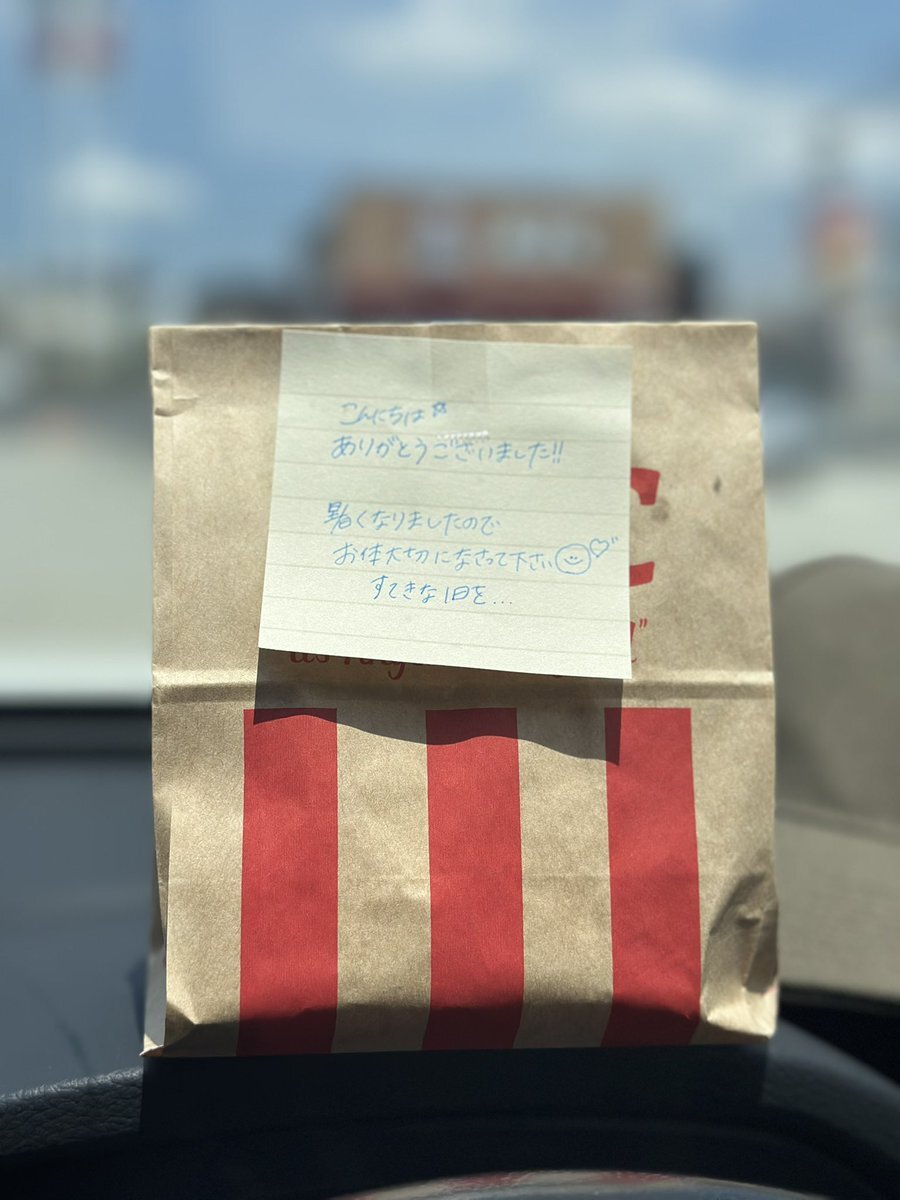 こんにちは☆
ありがとうございました!!
暑くなりましたので
お体大切になさって下さい
すてきな1日を...
C